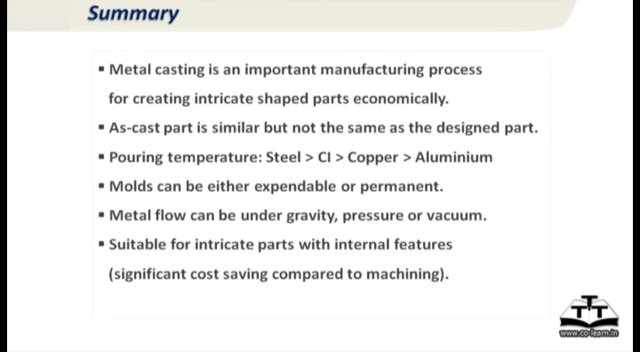 Summary
▪ Metal casting is an important manufacturing process
for creating intricate shaped parts economically.
▪ As-cast part is similar but not the same as the designed part.
▪ Pouring temperature: Steel > CI > Copper > Aluminium
▪ Molds can be either expendable or permanent.
▪ Metal flow can be under gravity, pressure or vacuum.
▪ Suitable for intricate parts with internal features
(significant cost saving compared to machining).
TTT
www.co-learn.in